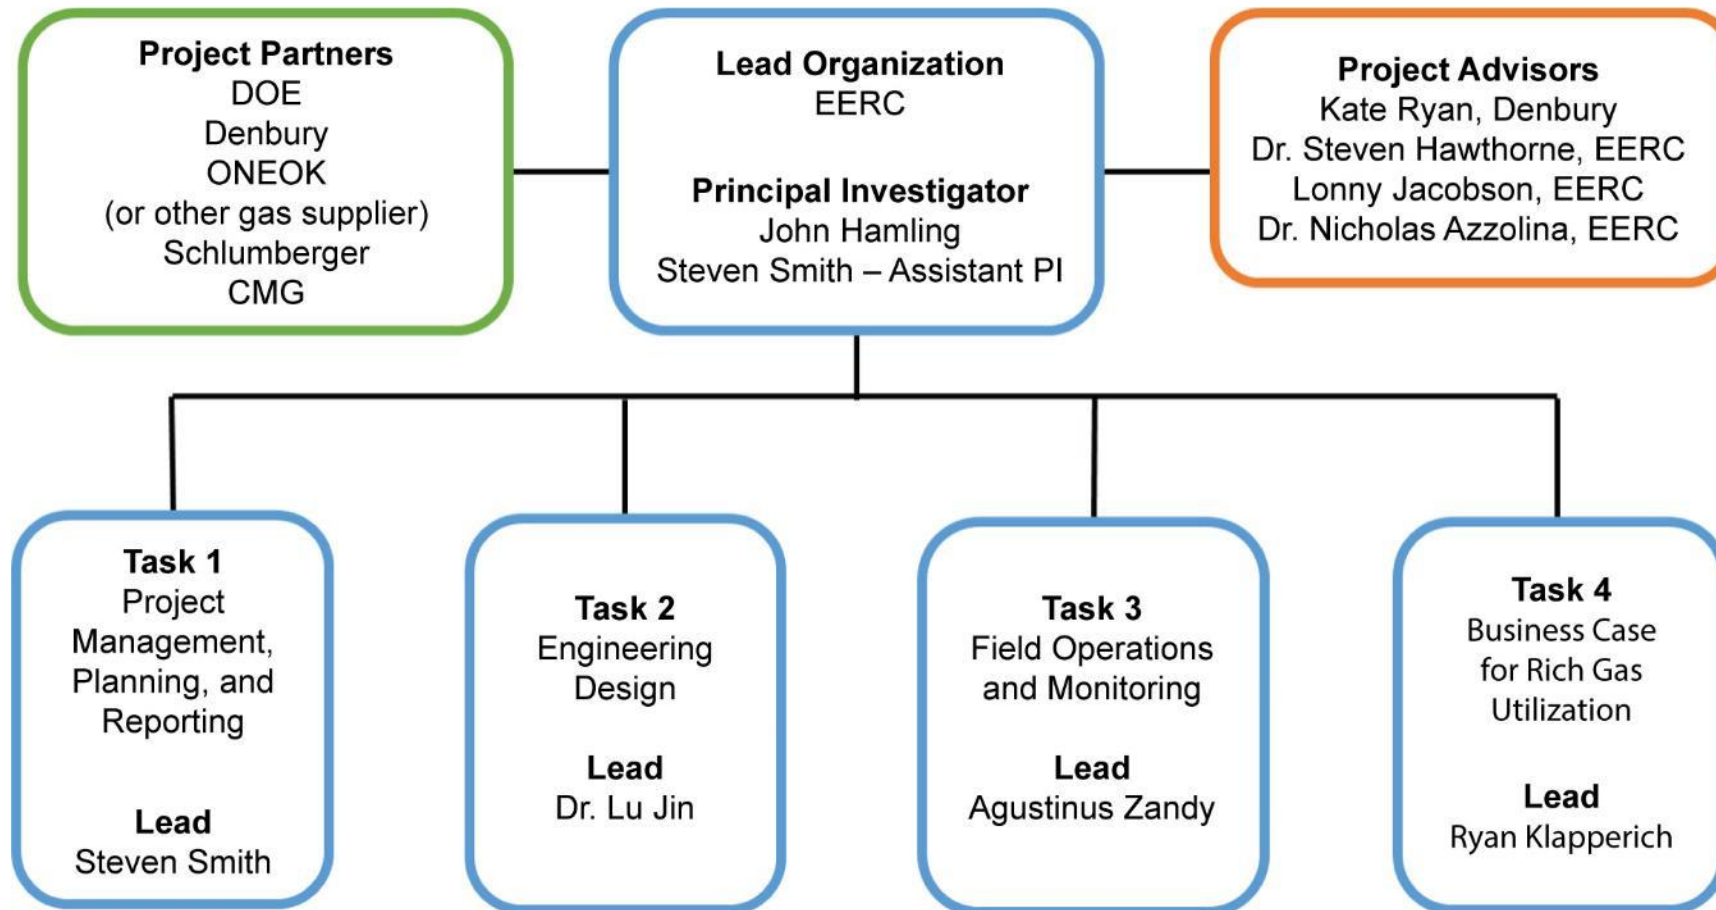 Project Partners
DOE
Denbury
ONEOK
(or other gas supplier)
Schlumberger
CMG
Lead Organization
EERC
Principal Investigator
John Hamling
Steven Smith – Assistant PI
Project Advisors
Kate Ryan, Denbury
Dr. Steven Hawthorne, EERC
Lonny Jacobson, EERC
Dr. Nicholas Azzolina, EERC
Task 1
Project
Management,
Planning, and
Reporting
Lead
Steven Smith
Task 2
Engineering
Design
Lead
Dr. Lu Jin
Task 3
Field Operations
and Monitoring
Lead
Agustinus Zandy
Task 4
Business Case
for Rich Gas
Utilization
Lead
Ryan Klapperich